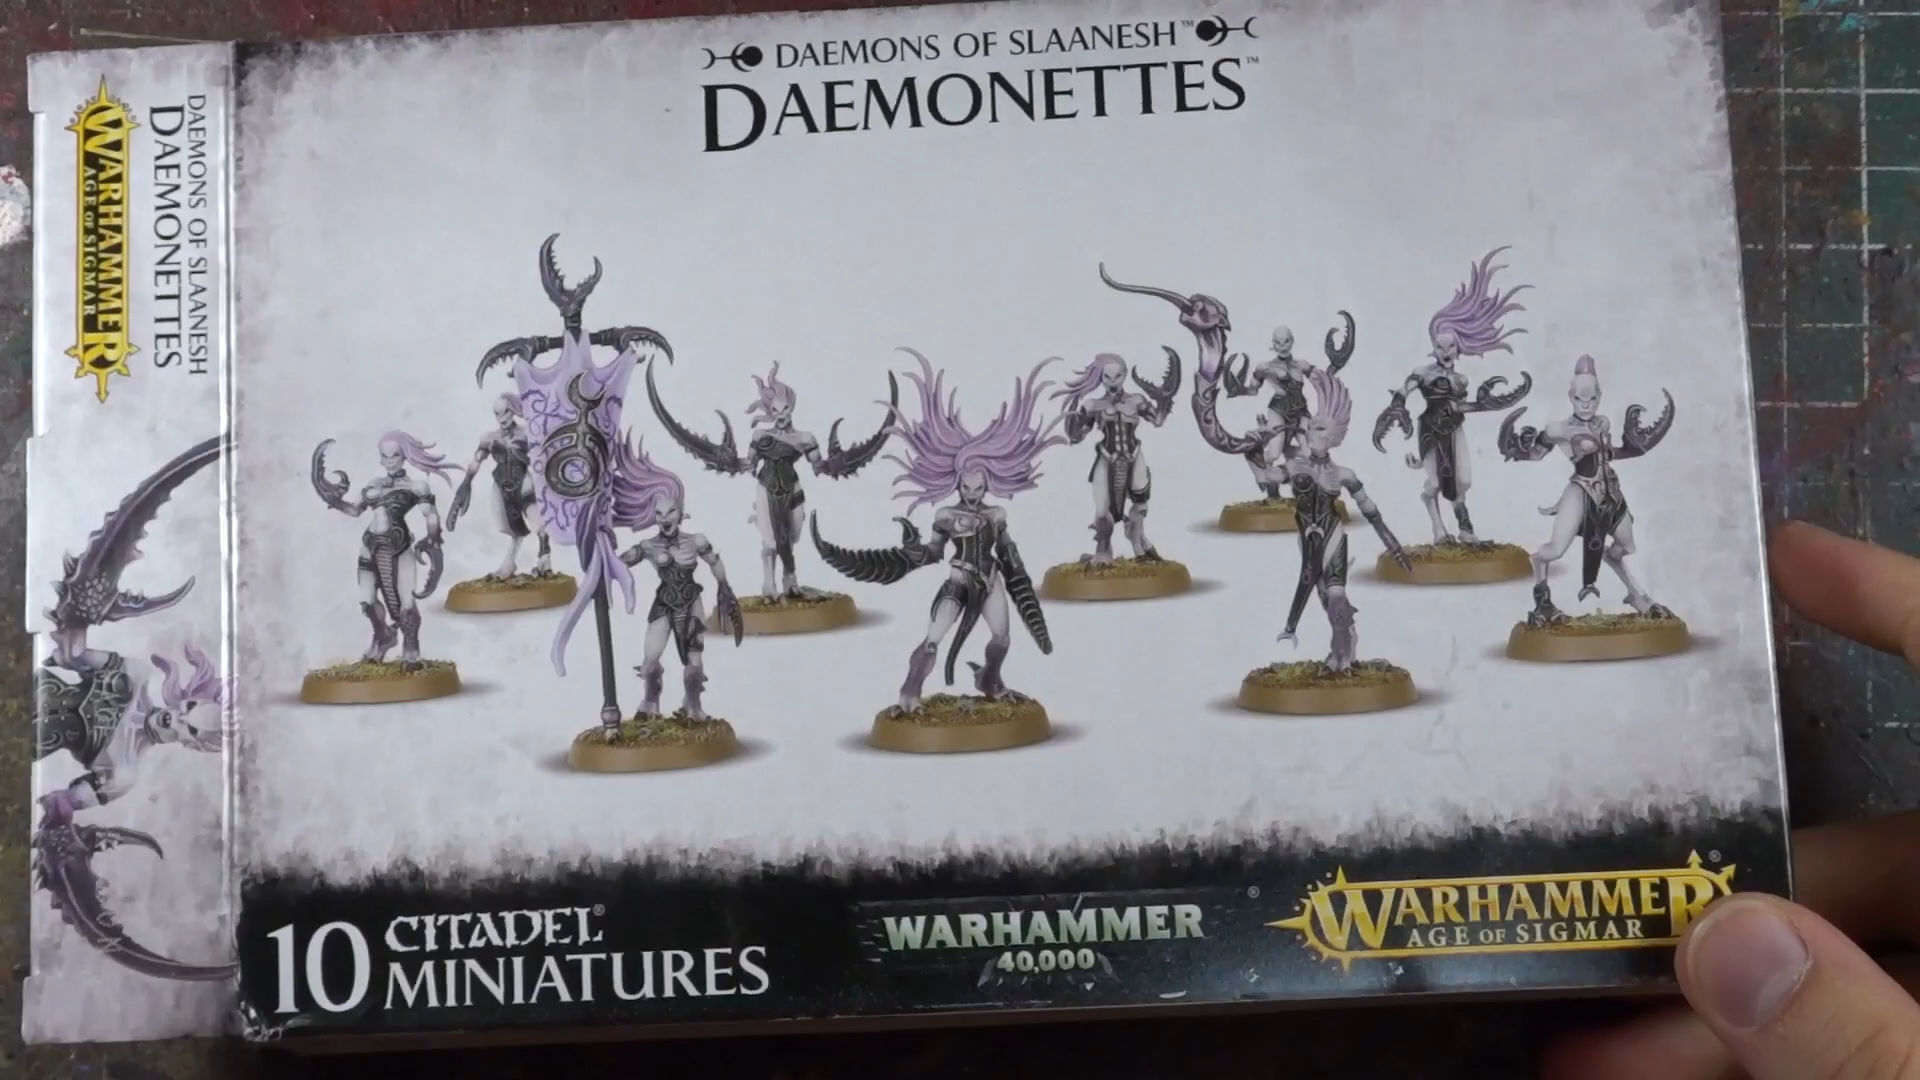 DAEMONS OF SLAANESH™
DAEMONETTES™
DAEMONS OF SLAANESH
DAEMONETTES
WARHAMMER
AGE OF SIGMAR
10 CITADEL®
MINIATURES
WARHAMMER®
40,000
WARHAMMER®
AGE OF SIGMAR